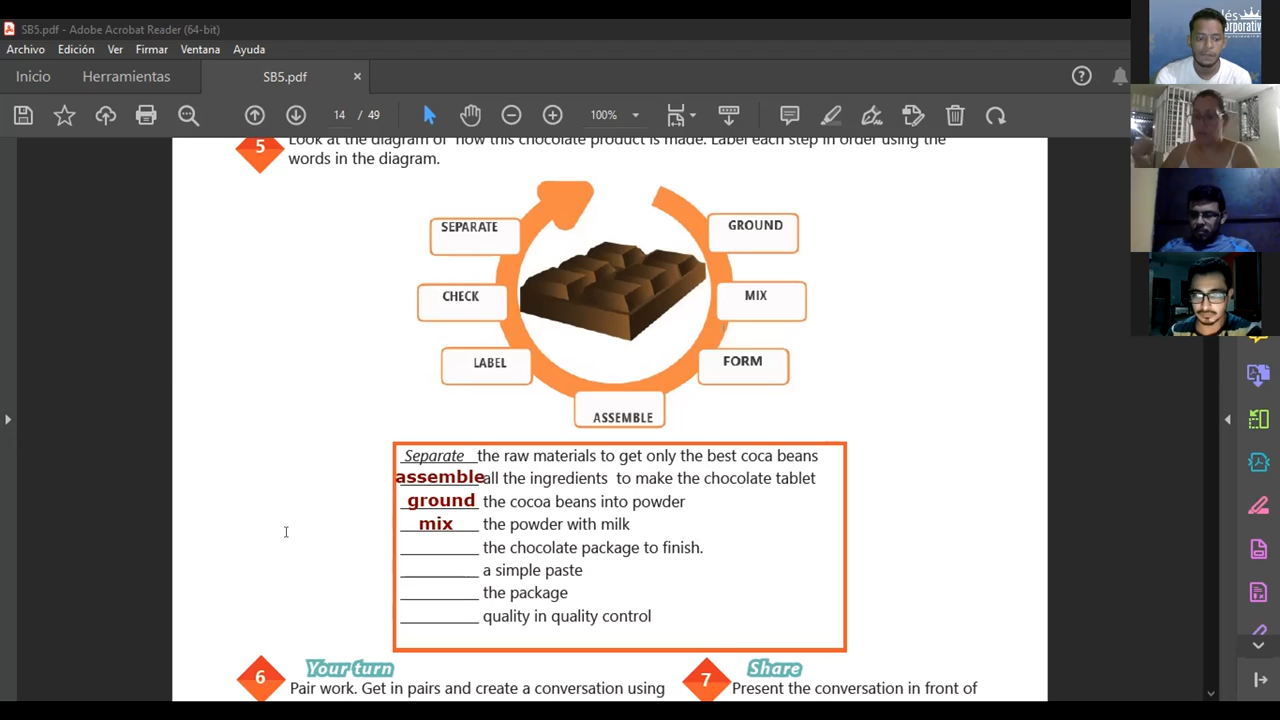 SB5.pdf - Adobe Acrobat Reader (64-bit)
Archivo Edición Ver Firmar Ventana Ayuda
Inicio Herramientas SB5.pdf ×
14 / 49 100%
5 Look at the diagram of how this chocolate product is made. Label each step in order using the
words in the diagram.
SEPARATE GROUND
CHECK MIX
LABEL FORM
ASSEMBLE
Separate the raw materials to get only the best coca beans
assemble all the ingredients to make the chocolate tablet
ground the cocoa beans into powder
mix the powder with milk
________ the chocolate package to finish.
________ a simple paste
________ the package
________ quality in quality control
6 Your turn
Pair work. Get in pairs and create a conversation using
7 Share
Present the conversation in front of